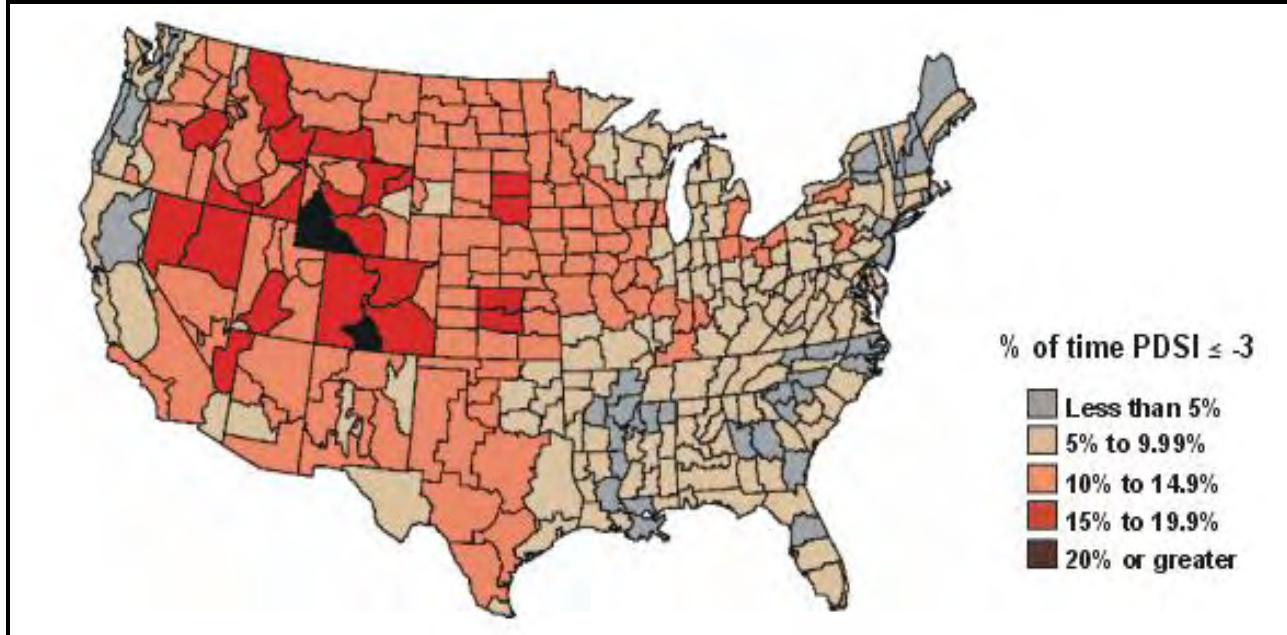 % of time PDSI ≤ -3
Less than 5%
5% to 9.99%
10% to 14.9%
15% to 19.9%
20% or greater